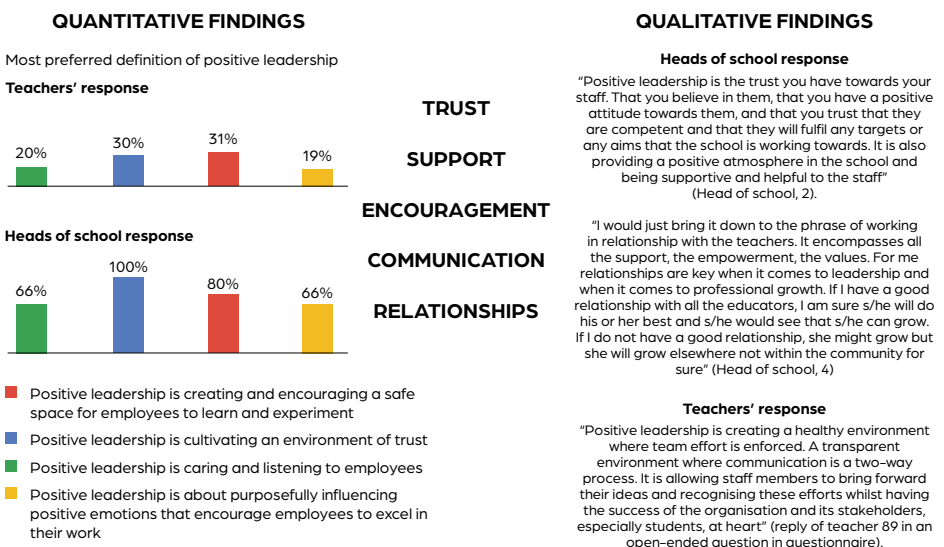 QUANTITATIVE FINDINGS
Most preferred definition of positive leadership
Teachers’ response
20%
30%
31%
19%
Heads of school response
66%
100%
80%
66%
Positive leadership is creating and encouraging a safe
space for employees to learn and experiment
Positive leadership is cultivating an environment of trust
Positive leadership is caring and listening to employees
Positive leadership is about purposefully influencing
positive emotions that encourage employees to excel in
their work
TRUST
SUPPORT
ENCOURAGEMENT
COMMUNICATION
RELATIONSHIPS
QUALITATIVE FINDINGS
Heads of school response
“Positive leadership is the trust you have towards your
staff. That you believe in them, that you have a positive
attitude towards them, and that you trust that they
are competent and that they will fulfil any targets or
any aims that the school is working towards. It is also
providing a positive atmosphere in the school and
being supportive and helpful to the staff”
(Head of school, 2).
“I would just bring it down to the phrase of working
in relationship with the teachers. It encompasses all
the support, the empowerment, the values. For me
relationships are key when it comes to leadership and
when it comes to professional growth. If I have a good
relationship with all the educators, I am sure s/he will do
his or her best and s/he would see that s/he can grow.
If I do not have a good relationship, she might grow but
she will grow elsewhere not within the community for
sure” (Head of school, 4)
Teachers’ response
“Positive leadership is creating a healthy environment
where team effort is enforced. A transparent
environment where communication is a two-way
process. It is allowing staff members to bring forward
their ideas and recognising these efforts whilst having
the success of the organisation and its stakeholders,
especially students, at heart” (reply of teacher 89 in an
open-ended question in questionnaire).